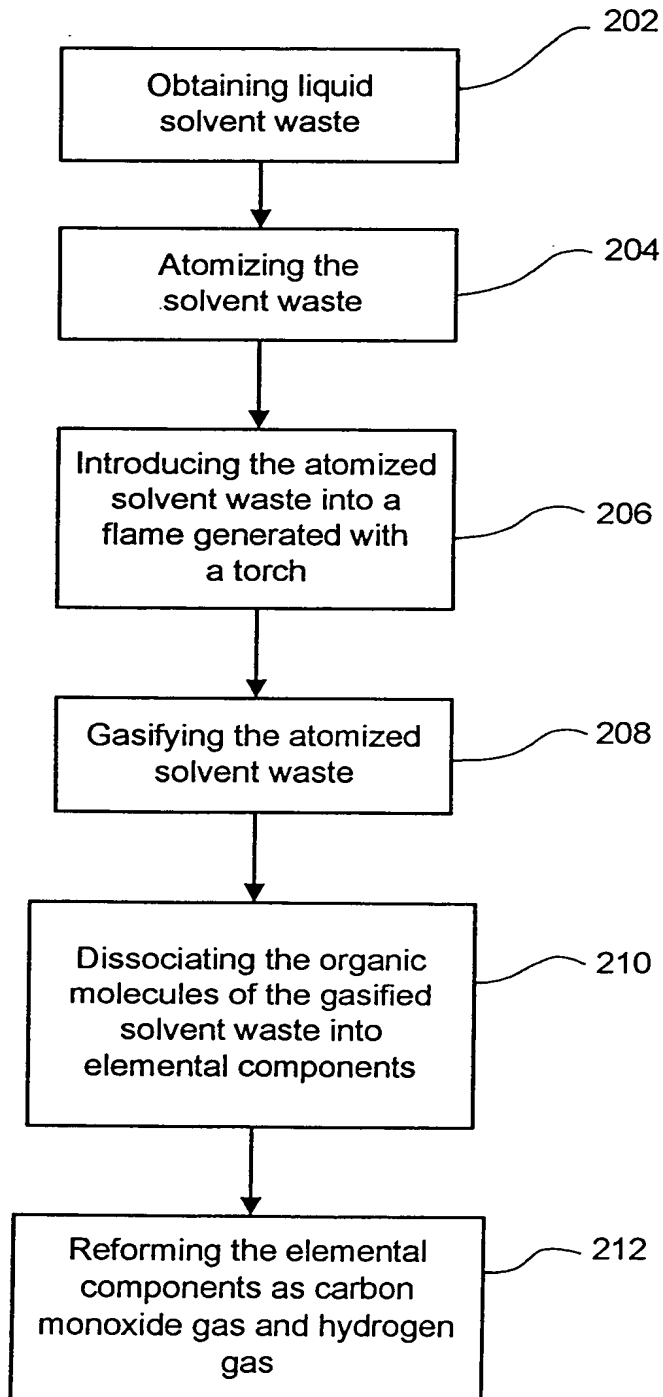 202
Obtaining liquid
solvent waste
204
Atomizing the
solvent waste
Introducing the atomized
solvent waste into a
flame generated with
a torch
206
Gasifying the atomized
solvent waste
208
Dissociating the organic
molecules of the gasified
solvent waste into
elemental components
210
Reforming the elemental
components as carbon
monoxide gas and hydrogen
gas
212